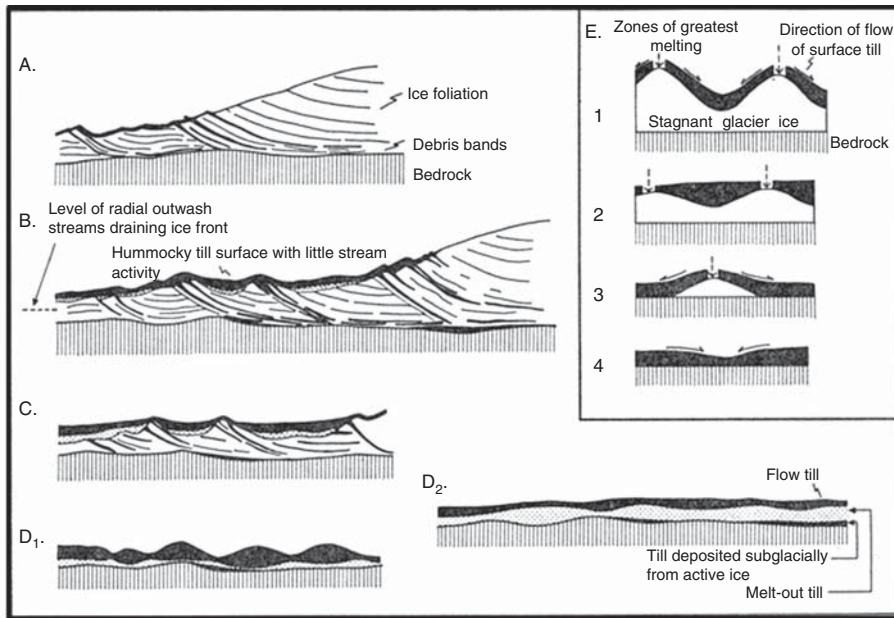 A.
Ice foliation
Debris bands
Bedrock
B.
Level of radial outwash
streams draining ice front
Hummocky till surface with little stream
activity
C.
D1.
D2.
Flow till
Till deposited subglacially
from active ice
Melt-out till
E.
Zones of greatest
melting
Direction of flow
of surface till
1
Stagnant glacier ice
Bedrock
2
3
4